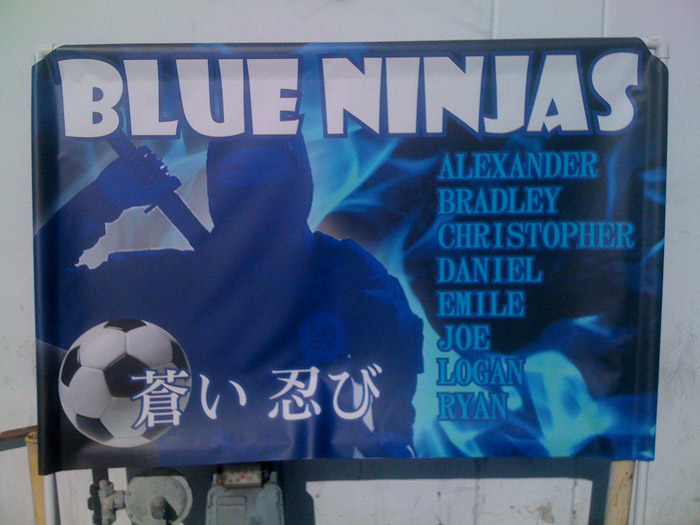 BLUE NINJAS
ALEXANDER
BRADLEY
CHRISTOPHER
DANIEL
EMILE
JOE
LOGAN
RYAN
蒼い 忍び